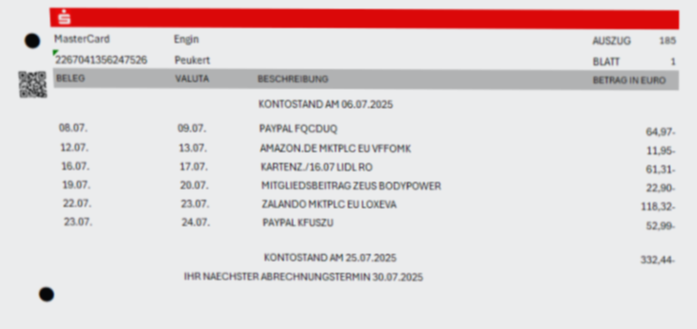 MasterCard Engin AUSZUG 185
2267041356247526 Peukert BLATT 1
BELEG VALUTA BESCHREIBUNG BETRAG IN EURO
KONTOSTAND AM 06.07.2025
08.07. 09.07. PAYPAL FQCDUQ 64,97-
12.07. 13.07. AMAZON.DE MKTPLC EU VFFOMK 11,95-
16.07. 17.07. KARTENZ./16.07 LIDL RO 61,31-
19.07. 20.07. MITGLIEDSBEITRAG ZEUS BODYPOWER 22,90-
22.07. 23.07. ZALANDO MKTPLC EU LOXEVA 118,32-
23.07. 24.07. PAYPAL KFUSZU 52,99-
KONTOSTAND AM 25.07.2025 332,44-
IHR NAECHSTER ABRECHNUNGSTERMIN 30.07.2025